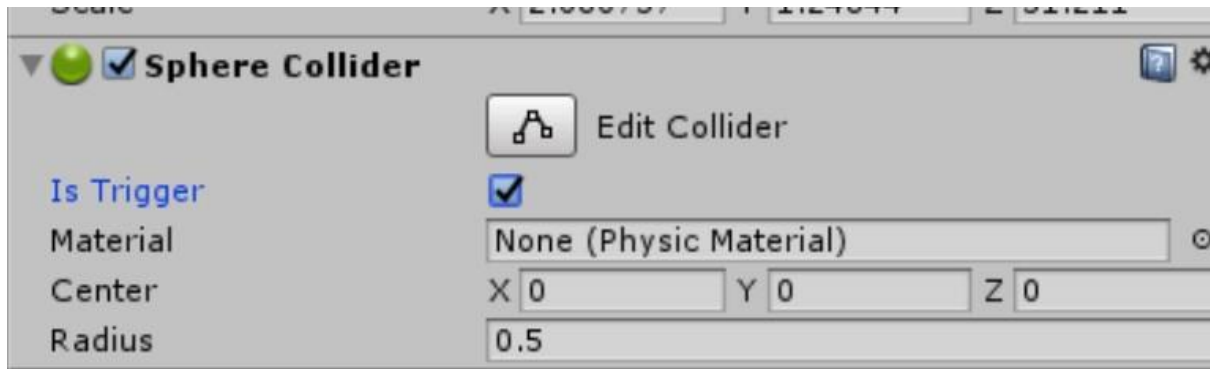 Sphere Collider
Edit Collider
Is Trigger
Material None (Physic Material)
Center X 0 Y 0 Z 0
Radius 0.5